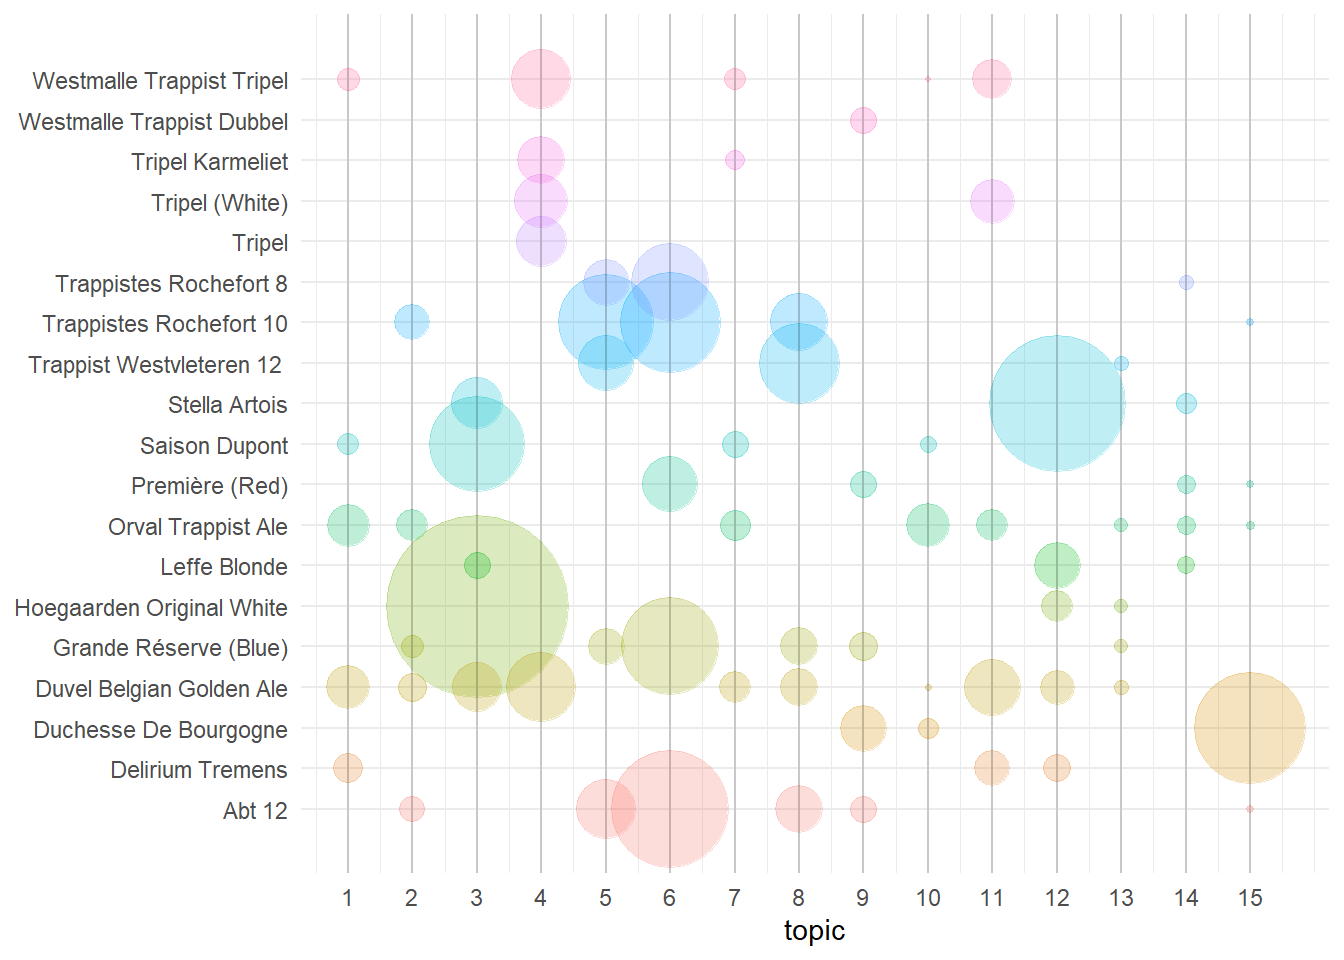 Westmalle Trappist Tripel
Westmalle Trappist Dubbel
Tripel Karmeliet
Tripel (White)
Tripel
Trappistes Rochefort 8
Trappistes Rochefort 10
Trappist Westvleteren 12
Stella Artois
Saison Dupont
Première (Red)
Orval Trappist Ale
Leffe Blonde
Hoegaarden Original White
Grande Réserve (Blue)
Duvel Belgian Golden Ale
Duchesse De Bourgogne
Delirium Tremens
Abt 12
1 2 3 4 5 6 7 8 9 10 11 12 13 14 15
topic